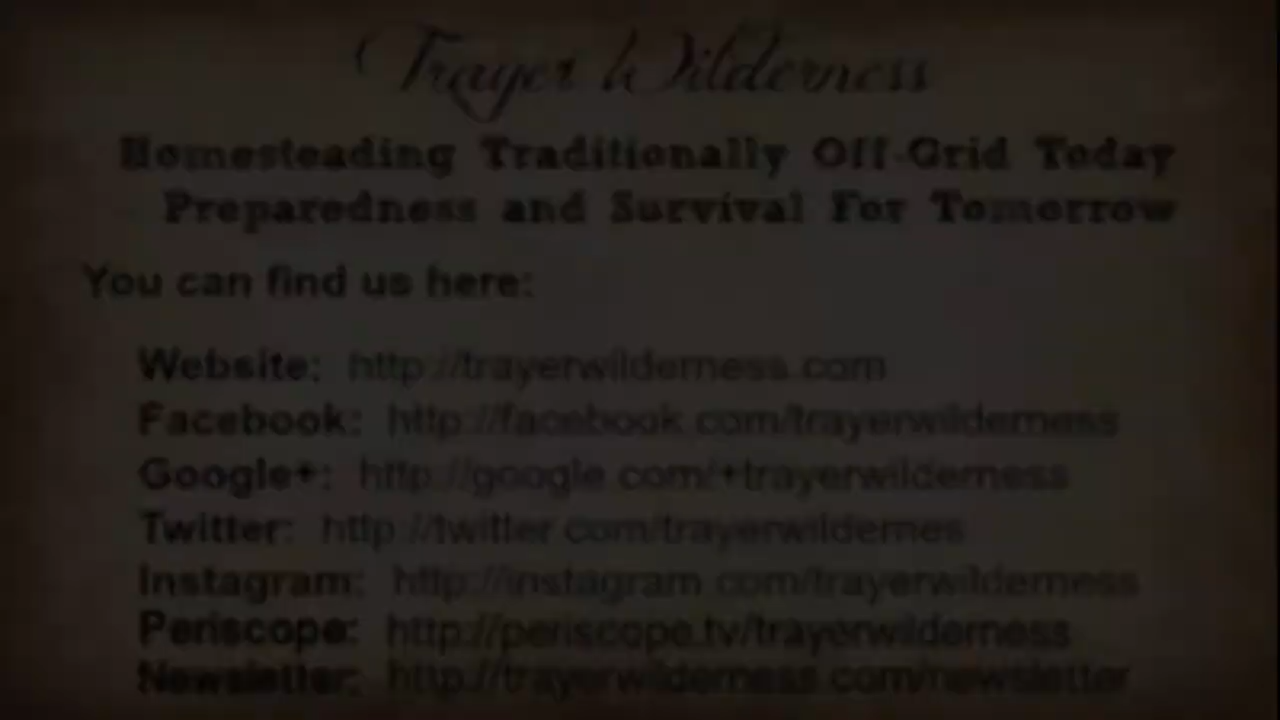 Trayer Wilderness
Homesteading Traditionally Off-Grid Today
Preparedness and Survival For Tomorrow
You can find us here:
Website: http://trayerwilderness.com
Facebook: http://facebook.com/trayerwilderness
Google+: http://google.com/+trayerwilderness
Twitter: http://twitter.com/trayerwildernes
Instagram: http://instagram.com/trayerwilderness
Periscope: http://periscope.tv/trayerwilderness
Newsletter: http://trayerwilderness.com/newsletter